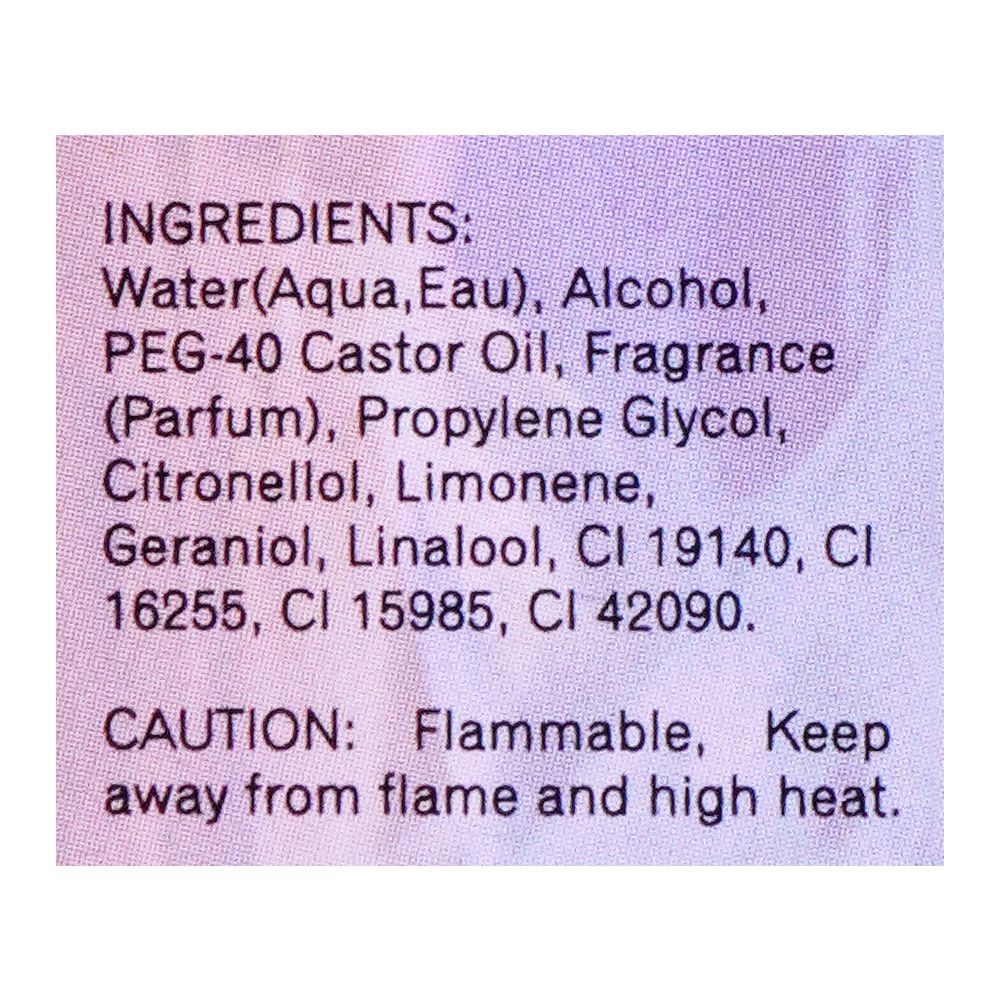 INGREDIENTS:
Water(Aqua,Eau), Alcohol,
PEG-40 Castor Oil, Fragrance
(Parfum), Propylene Glycol,
Citronellol, Limonene,
Geraniol, Linalool, CI 19140, CI
16255, CI 15985, CI 42090.
CAUTION: Flammable, Keep
away from flame and high heat.